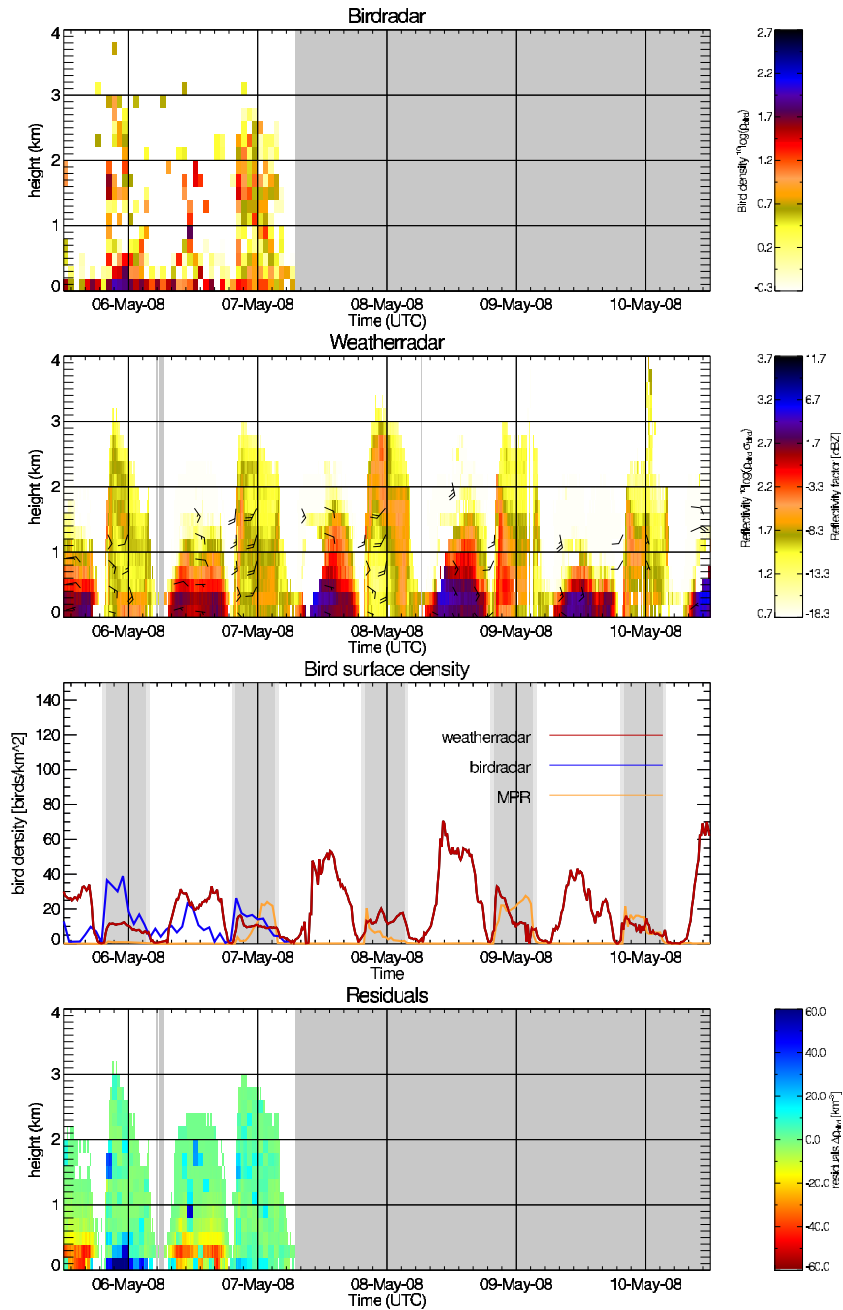 Birdradar
4
3
2
1
0
height (km)
06-May-08 07-May-08 08-May-08 09-May-08 10-May-08
Time (UTC)
2.7
2.2
1.7
1.2
0.7
0.2
-0.3
Weatherradar
4
3
2
1
0
height (km)
06-May-08 07-May-08 08-May-08 09-May-08 10-May-08
Time (UTC)
3.7 11.7
3.2 6.7
2.7 1.7
2.2 -3.3
1.7 -8.3
1.2 -13.3
0.7 -18.3
Reflectivity factor [dBZ]
Bird surface density
140
120
100
80
60
40
20
0
bird density [birds/km^2]
weatherradar
birdradar
MPR
06-May-08 07-May-08 08-May-08 09-May-08 10-May-08
Time
Residuals
4
3
2
1
0
height (km)
06-May-08 07-May-08 08-May-08 09-May-08 10-May-08
Time (UTC)
60.0
40.0
20.0
0.0
-20.0
-40.0
-60.0